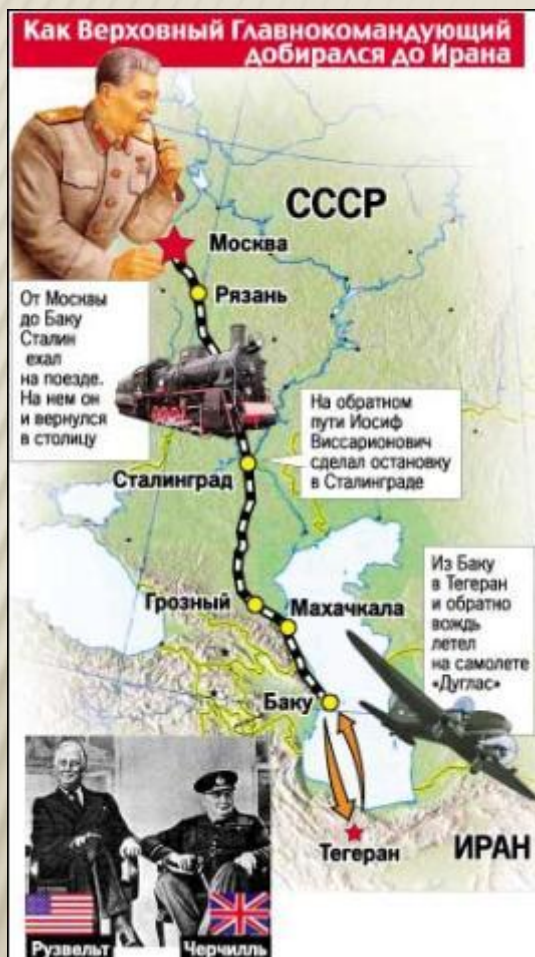 Как Верховный Главнокомандующий
добирался до Ирана
СССР
Москва
Рязань
От Москвы
до Баку
Сталин
ехал
на поезде.
На нем он
и вернулся
в столицу
На обратном
пути Иосиф
Виссарионович
сделал остановку
в Сталинграде
Сталинград
Грозный
Махачкала
Из Баку
в Тегеран
и обратно
вождь
летел
на самолете
«Дуглас»
Баку
Тегеран
ИРАН
Рузвельт
Черчилль